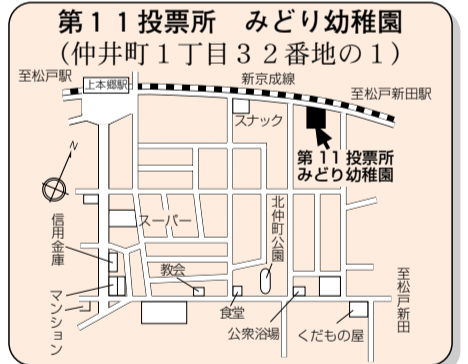 第１１投票所　みどり幼稚園
（仲井町１丁目３２番地の１）
至松戸駅
上本郷駅
新京成線
至松戸新田駅
スナック
第11投票所
みどり幼稚園
N
信用金庫
スーパー
北仲町公園
教会
マンション
食堂
公衆浴場
くだもの屋
至松戸新田